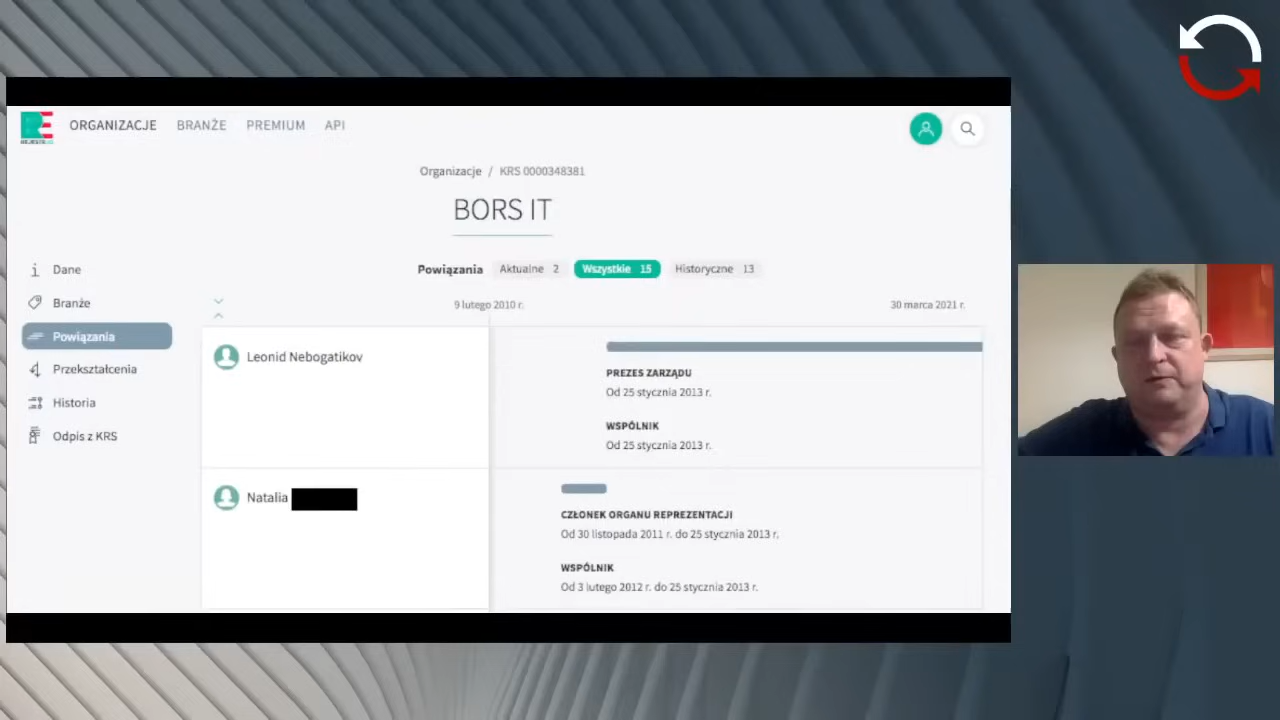 ORGANIZACJE BRANŻE PREMIUM API
Organizacje / KRS 0000348381
BORS IT
Dane
Branże
Powiązania
Przekształcenia
Historia
Odpis z KRS
Powiązania Aktualne 2 Wszystkie 15 Historyczne 13
9 lutego 2010 r. 30 marca 2021 r.
Leonid Nebogatikov
PREZES ZARZĄDU
Od 25 stycznia 2013 r.
WSPÓLNIK
Od 25 stycznia 2013 r.
Natalia
CZŁONEK ORGANU REPREZENTACJI
Od 30 listopada 2011 r. do 25 stycznia 2013 r.
WSPÓLNIK
Od 3 lutego 2012 r. do 25 stycznia 2013 r.